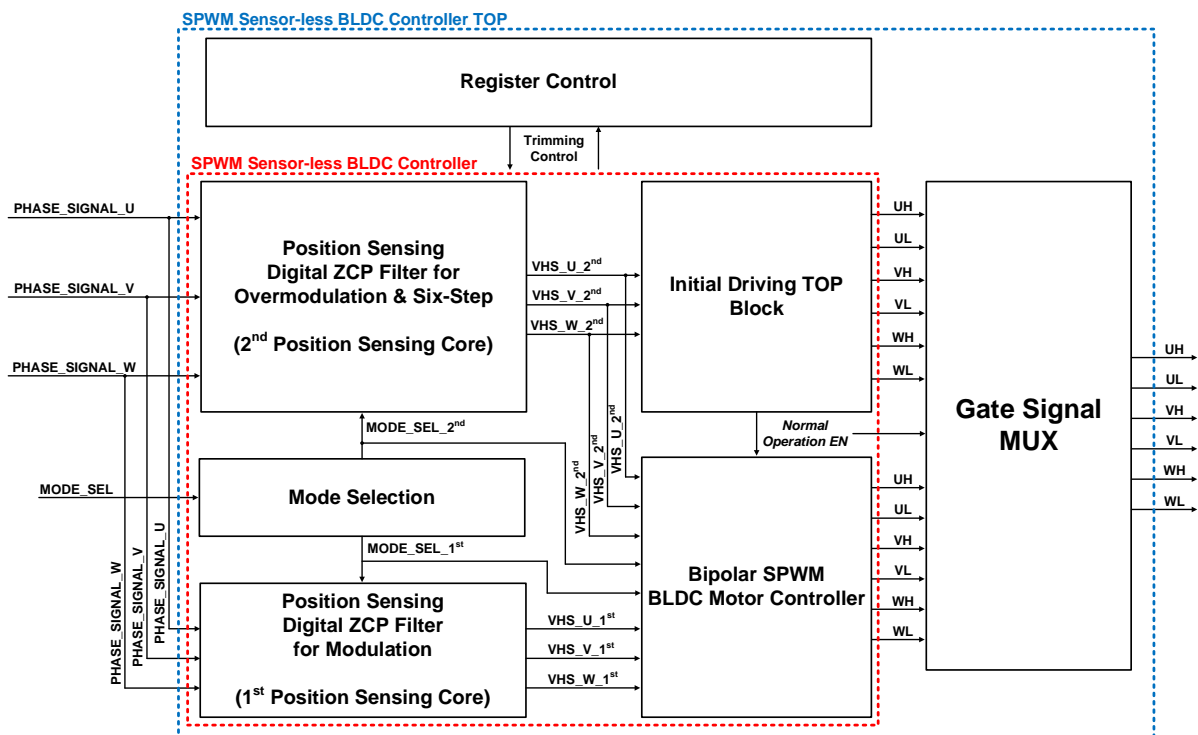 SPWM Sensor-less BLDC Controller TOP
Register Control
Trimming
Control
SPWM Sensor-less BLDC Controller
PHASE_SIGNAL_U
PHASE_SIGNAL_V
PHASE_SIGNAL_W
Position Sensing
Digital ZCP Filter for
Overmodulation & Six-Step
(2nd Position Sensing Core)
VHS_U_2nd
VHS_V_2nd
VHS_W_2nd
Initial Driving TOP
Block
UH
UL
VH
VL
WH
WL
Gate Signal
MUX
UH
UL
VH
VL
WH
WL
MODE_SEL_2nd
Normal
Operation EN
VHS_W_2nd
VHS_V_2nd
VHS_U_2nd
MODE_SEL
Mode Selection
MODE_SEL_1st
PHASE_SIGNAL_W
PHASE_SIGNAL_V
PHASE_SIGNAL_U
Position Sensing
Digital ZCP Filter
for Modulation
(1st Position Sensing Core)
VHS_U_1st
VHS_V_1st
VHS_W_1st
Bipolar SPWM
BLDC Motor Controller
UH
UL
VH
VL
WH
WL